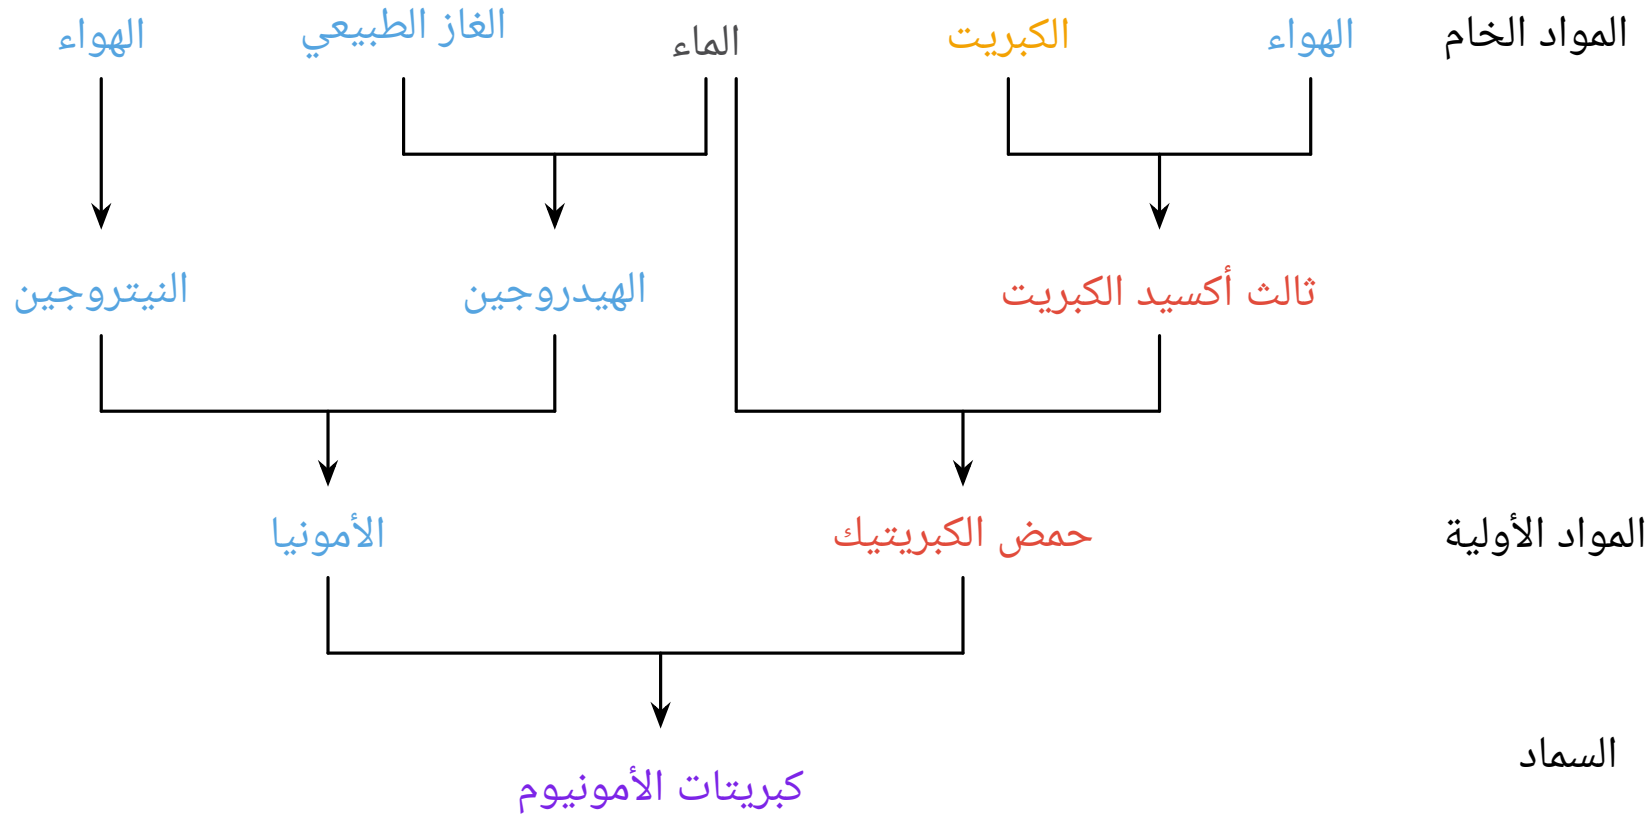 المواد الخام
الهواء
الكبريت
الماء
الغاز الطبيعي
الهواء
ثالث أكسيد الكبريت
الهيدروجين
النيتروجين
المواد الأولية
حمض الكبريتيك
الأمونيا
السماد
كبريتات الأمونيوم